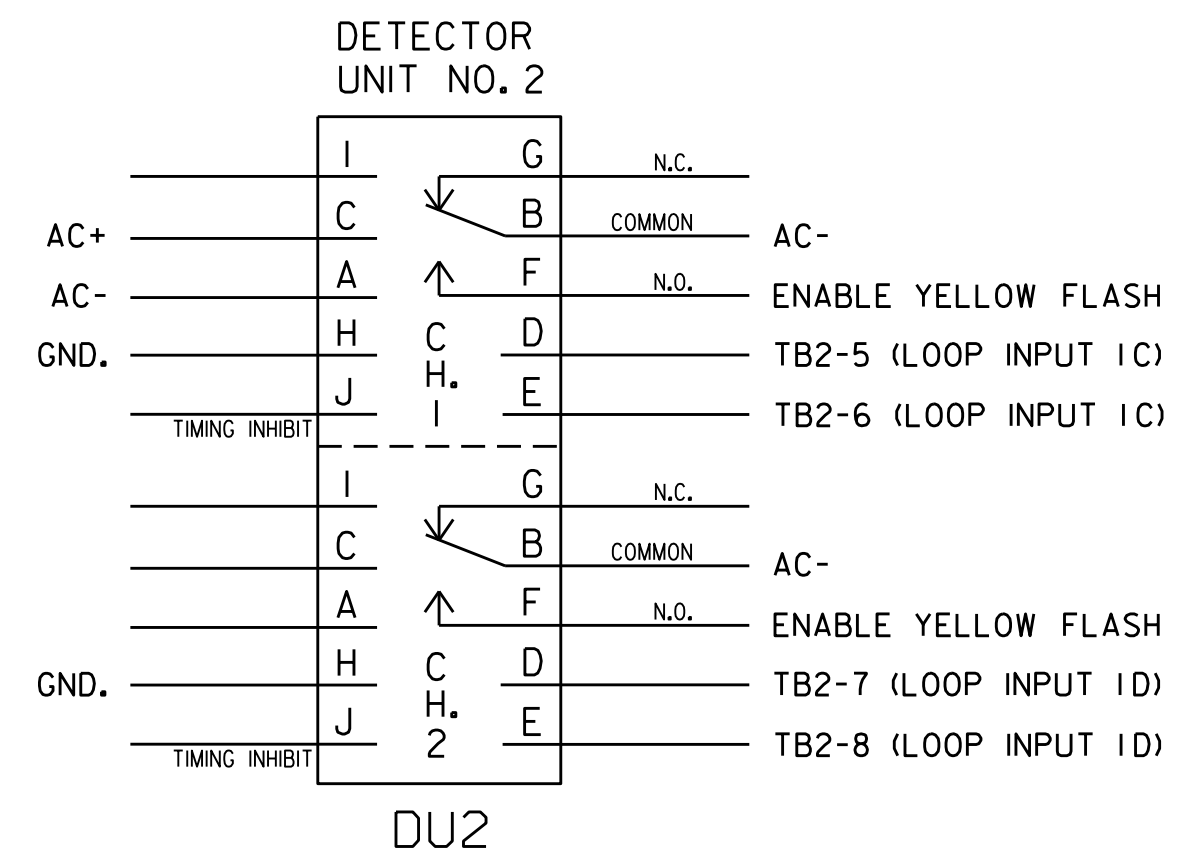 DETECTOR
UNIT NO. 2
I G N.C.
C B COMMON
AC+ AC-
A F N.O.
AC- ENABLE YELLOW FLASH
H D
GND. TB2-5 (LOOP INPUT 1C)
J E
TIMING INHIBIT TB2-6 (LOOP INPUT 1C)
CH. 1
I G N.C.
C B COMMON
AC-
A F N.O.
ENABLE YELLOW FLASH
H D
GND. TB2-7 (LOOP INPUT 1D)
J E
TIMING INHIBIT TB2-8 (LOOP INPUT 1D)
CH. 2
DU2